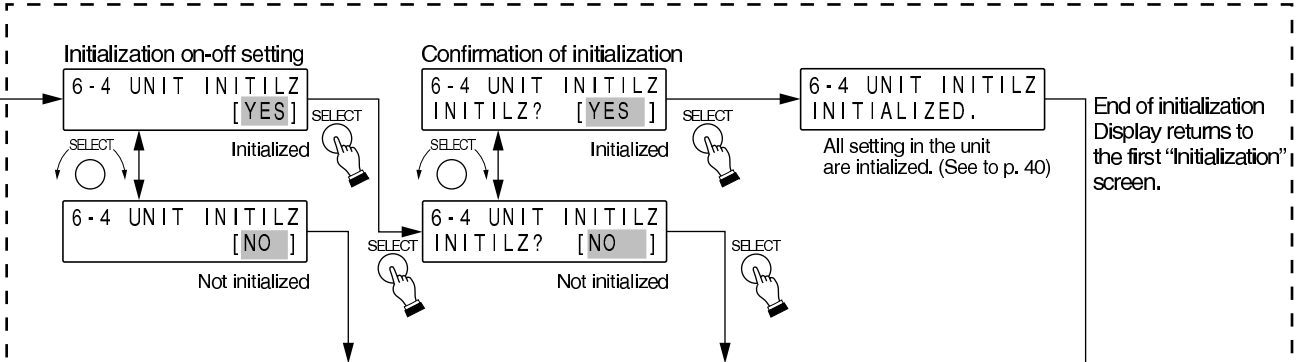 Initialization on-off setting
6-4 UNIT INITILZ
[YES]
Initialized
SELECT
SELECT
6-4 UNIT INITILZ
[NO ]
Not initialized
SELECT
Confirmation of initialization
6-4 UNIT INITILZ
INITILZ? [YES ]
Initialized
SELECT
SELECT
6-4 UNIT INITILZ
INITILZ? [NO ]
Not initialized
SELECT
6-4 UNIT INITILZ
INITIALIZED.
All setting in the unit
are intialized. (See to p. 40)
End of initialization
Display returns to
the first “Initialization”
screen.